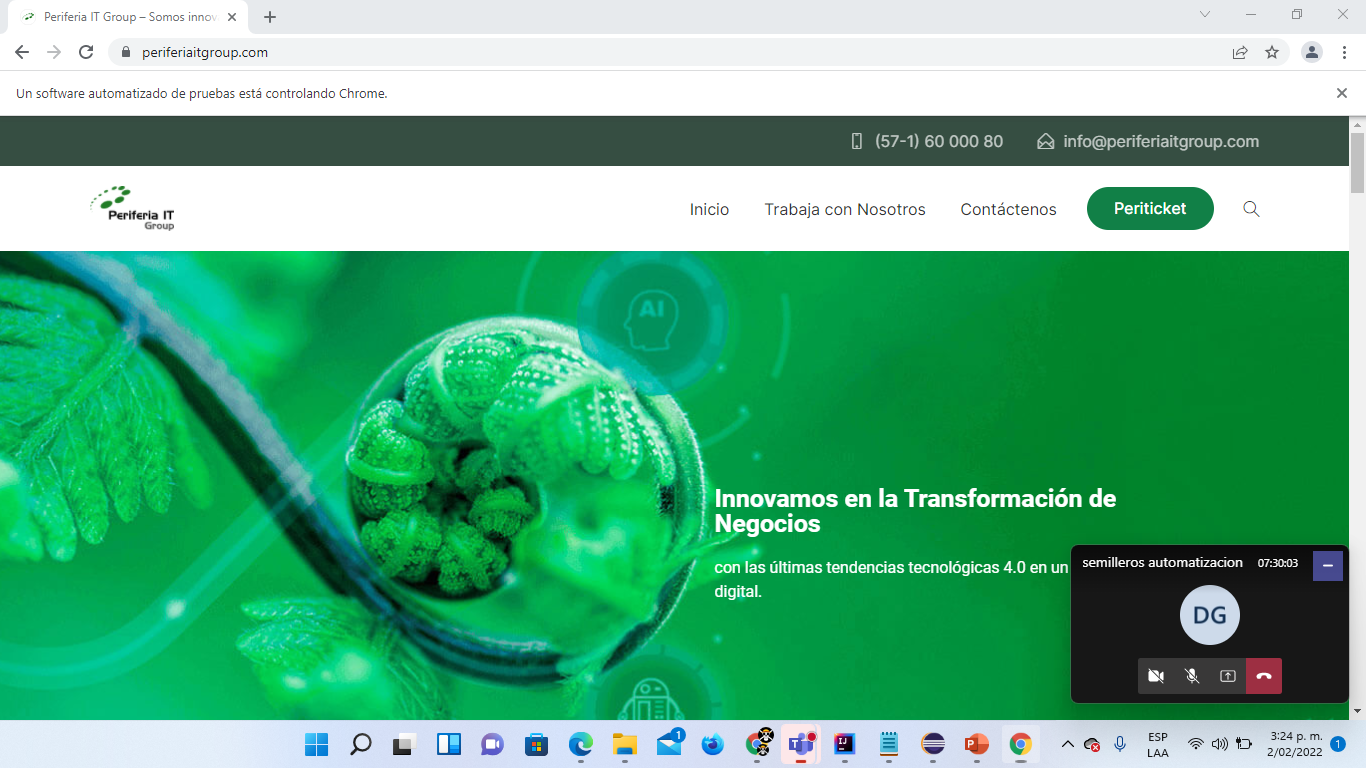 Periferia IT Group – Somos innov
periferiaitgroup.com
Un software automatizado de pruebas está controlando Chrome.
(57-1) 60 000 80
info@periferiaitgroup.com
Periferia IT
Group
Inicio
Trabaja con Nosotros
Contáctenos
Periticket
AI
Innovamos en la Transformación de
Negocios
con las últimas tendencias tecnológicas 4.0 en un
digital.
semilleros automatizacion
07:30:03
DG
1
T
IJ
P
ESP
LAA
3:24 p. m.
2/02/2022
1